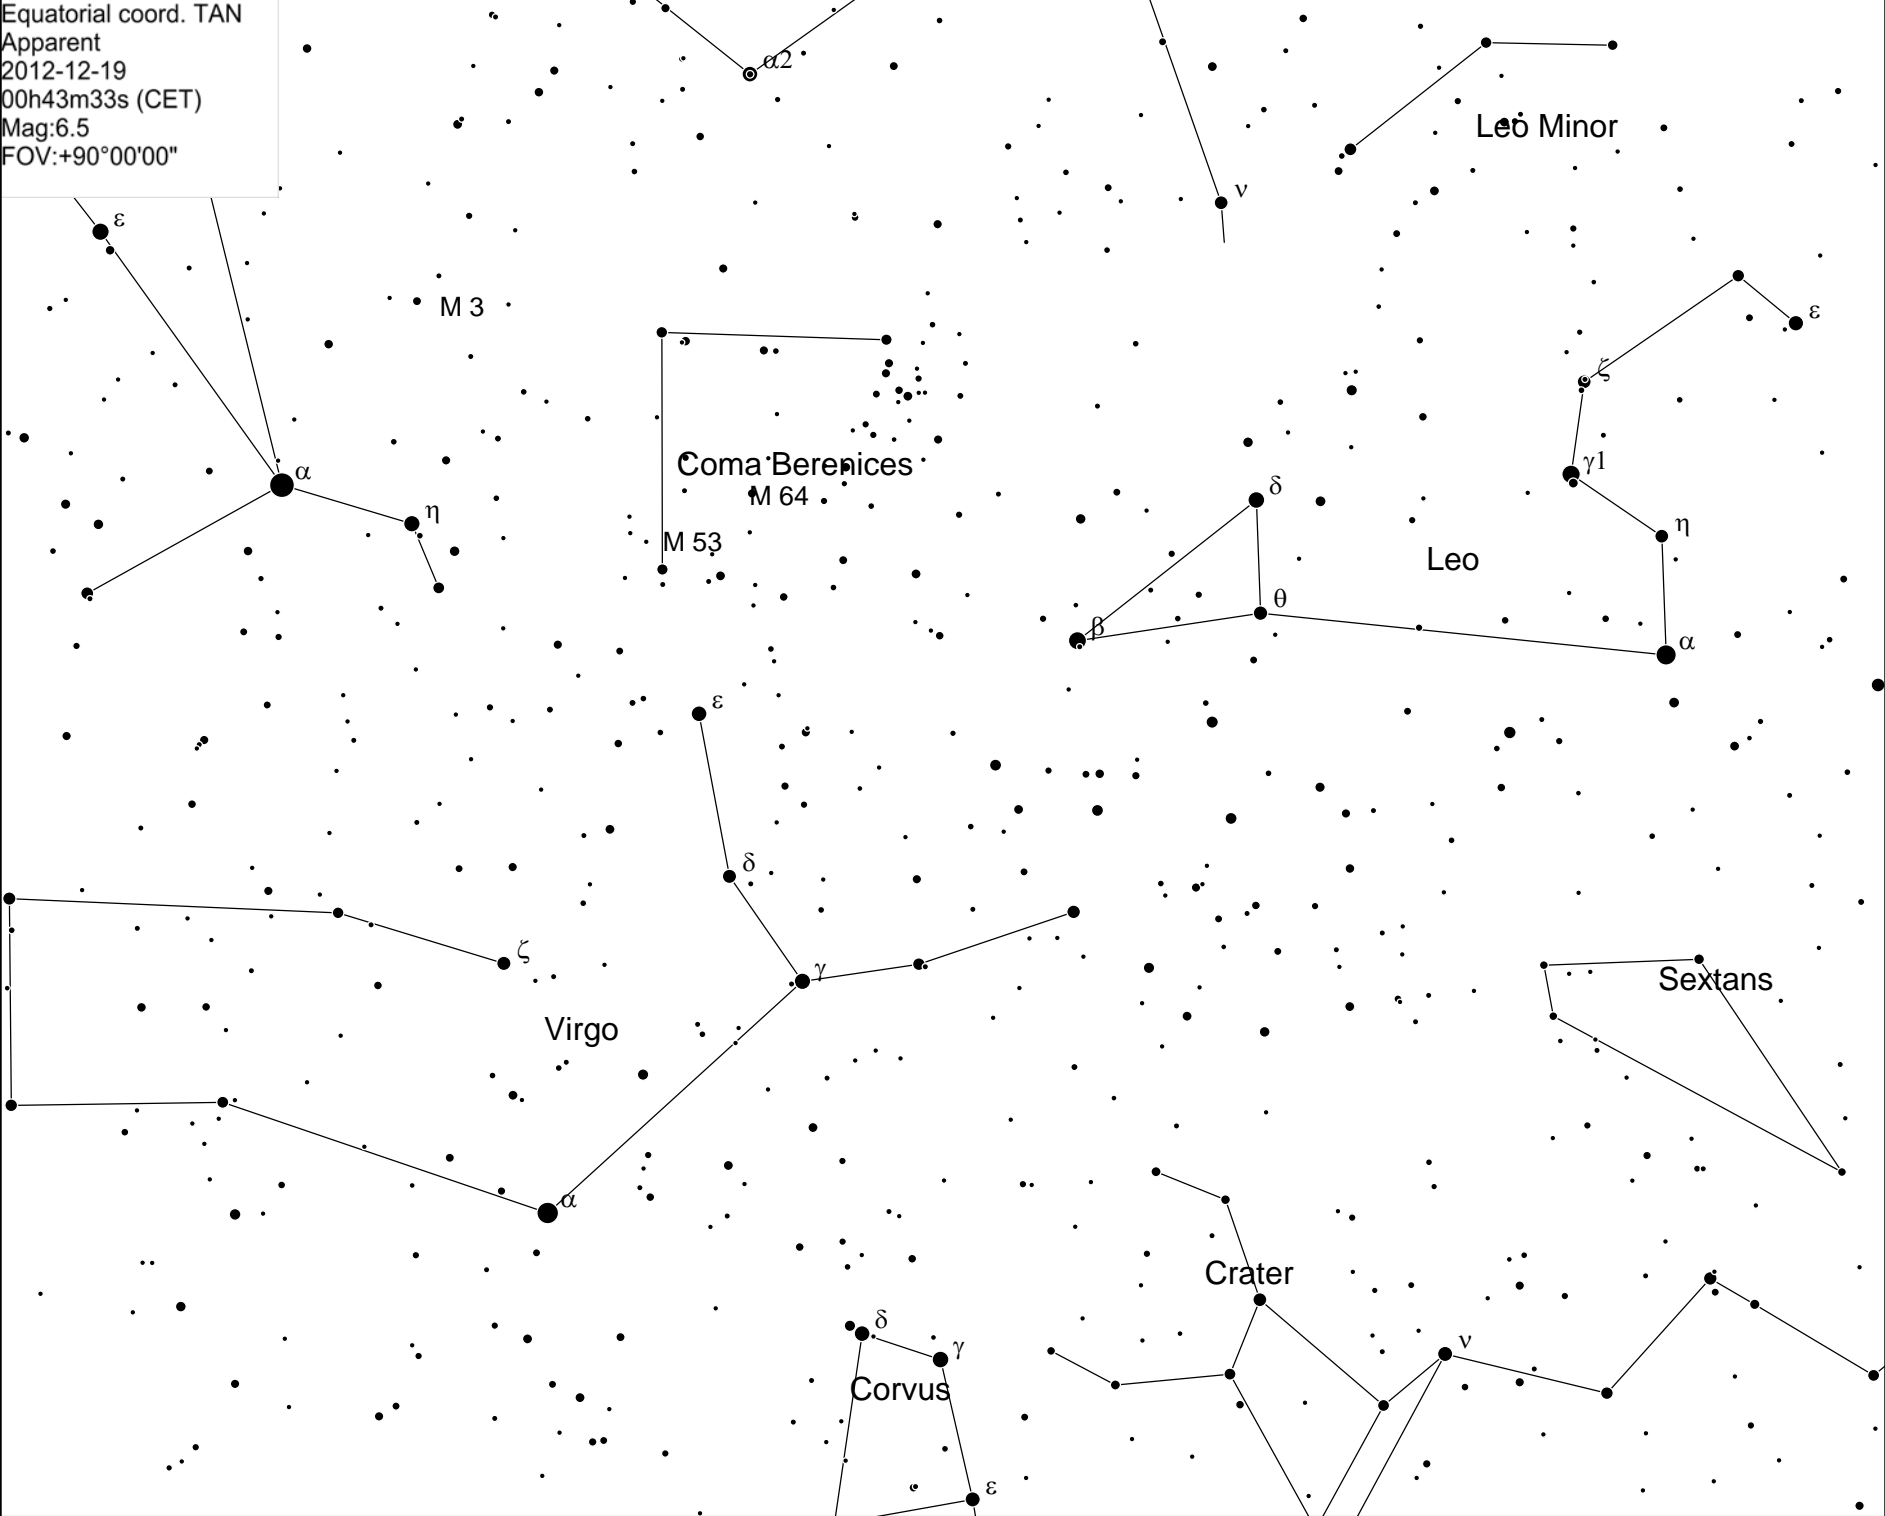 Equatorial coord. TAN
Apparent
2012-12-19
00h43m33s (CET)
Mag:6.5
FOV:+90°00'00"
α2
Leo Minor
ν
ε
M 3
ε
ζ
Coma Berenices
γ1
α
δ
M 64
η
η
M 53
Leo
θ
β
α
ε
δ
ζ
γ
Sextans
Virgo
α
Crater
δ
ν
γ
Corvus
ε